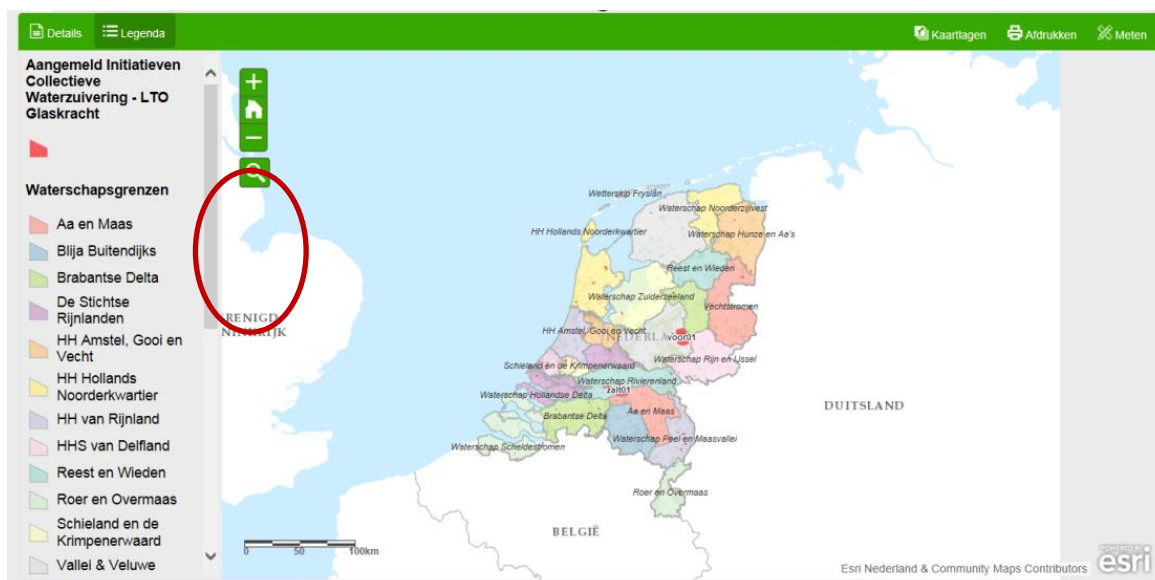 Details
Legenda
Kaartlagen
Afdrukken
Meten
Aangemeld Initiatieven
Collectieve
Waterzuivering - LTO
Glaskracht
Waterschapsgrenzen
Aa en Maas
Blija Buitendijks
Brabantse Delta
De Stichtse
Rijnlanden
HH Amstel, Gooi en
Vecht
HH Hollands
Noorderkwartier
HH van Rijnland
HHS van Delfland
Reest en Wieden
Roer en Overmaas
Schieland en de
Krimpenerwaard
Vallei & Veluwe
Wetterskip Fryslân
Waterschap Noorderzijlvest
HH Hollands Noorderkwartier
Waterschap Hunze en Aa's
Reest en Wieden
Waterschap Zuiderzeeland
Vechtstromen
RENIGD
HH Amstel, Gooi en Vecht
voor01
Waterschap Rijn en IJssel
Schieland en de Krimpenerwaard
Waterschap Rivierenland
zalt01
Waterschap Hollandse Delta
DUITSLAND
Brabantse Delta
Aa en Maas
Waterschap Peel en Maasvallei
Waterschap Scheldestromen
Roer en Overmaas
BELGIË
0 50 100km
Esri Nederland & Community Maps Contributors
POWERED BY
esri